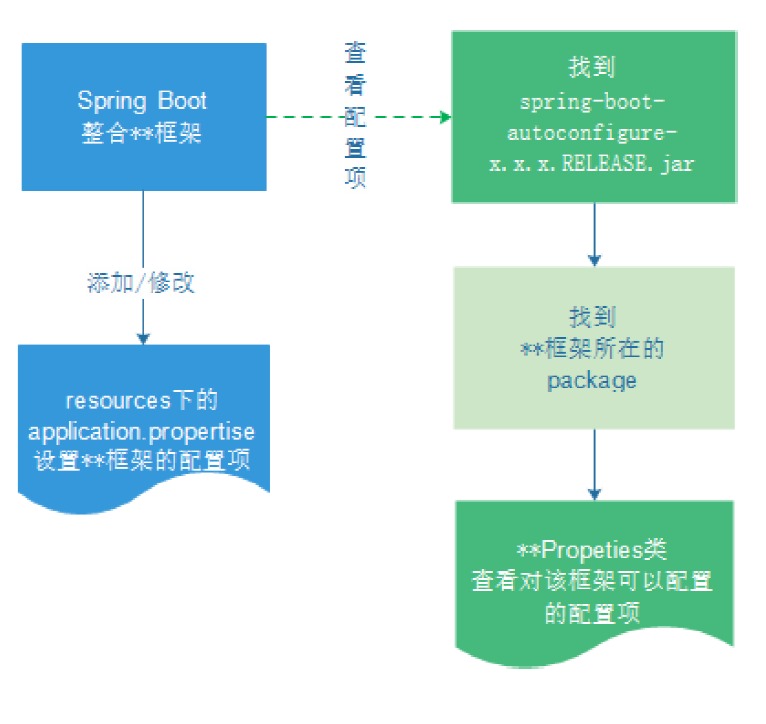 Spring Boot
整合**框架
查
看
配
置
项
找到
spring-boot-
autoconfigure-
x.x.x.RELEASE.jar
添加/修改
找到
**框架所在的
package
resources下的
application.propertise
设置**框架的配置项
**Propeties类
查看对该框架可以配置
的配置项